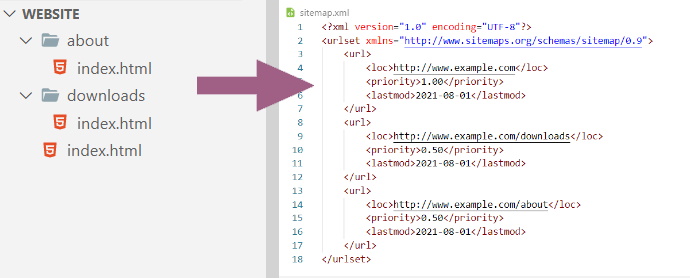 WEBSITE
about
index.html
downloads
index.html
index.html
sitemap.xml
1 <?xml version="1.0" encoding="UTF-8"?>
2 <urlset xmlns="http://www.sitemaps.org/schemas/sitemap/0.9">
3 <url>
4 <loc>http://www.example.com</loc>
5 <priority>1.00</priority>
6 <lastmod>2021-08-01</lastmod>
7 </url>
8 <url>
9 <loc>http://www.example.com/downloads</loc>
10 <priority>0.50</priority>
11 <lastmod>2021-08-01</lastmod>
12 </url>
13 <url>
14 <loc>http://www.example.com/about</loc>
15 <priority>0.50</priority>
16 <lastmod>2021-08-01</lastmod>
17 </url>
18 </urlset>